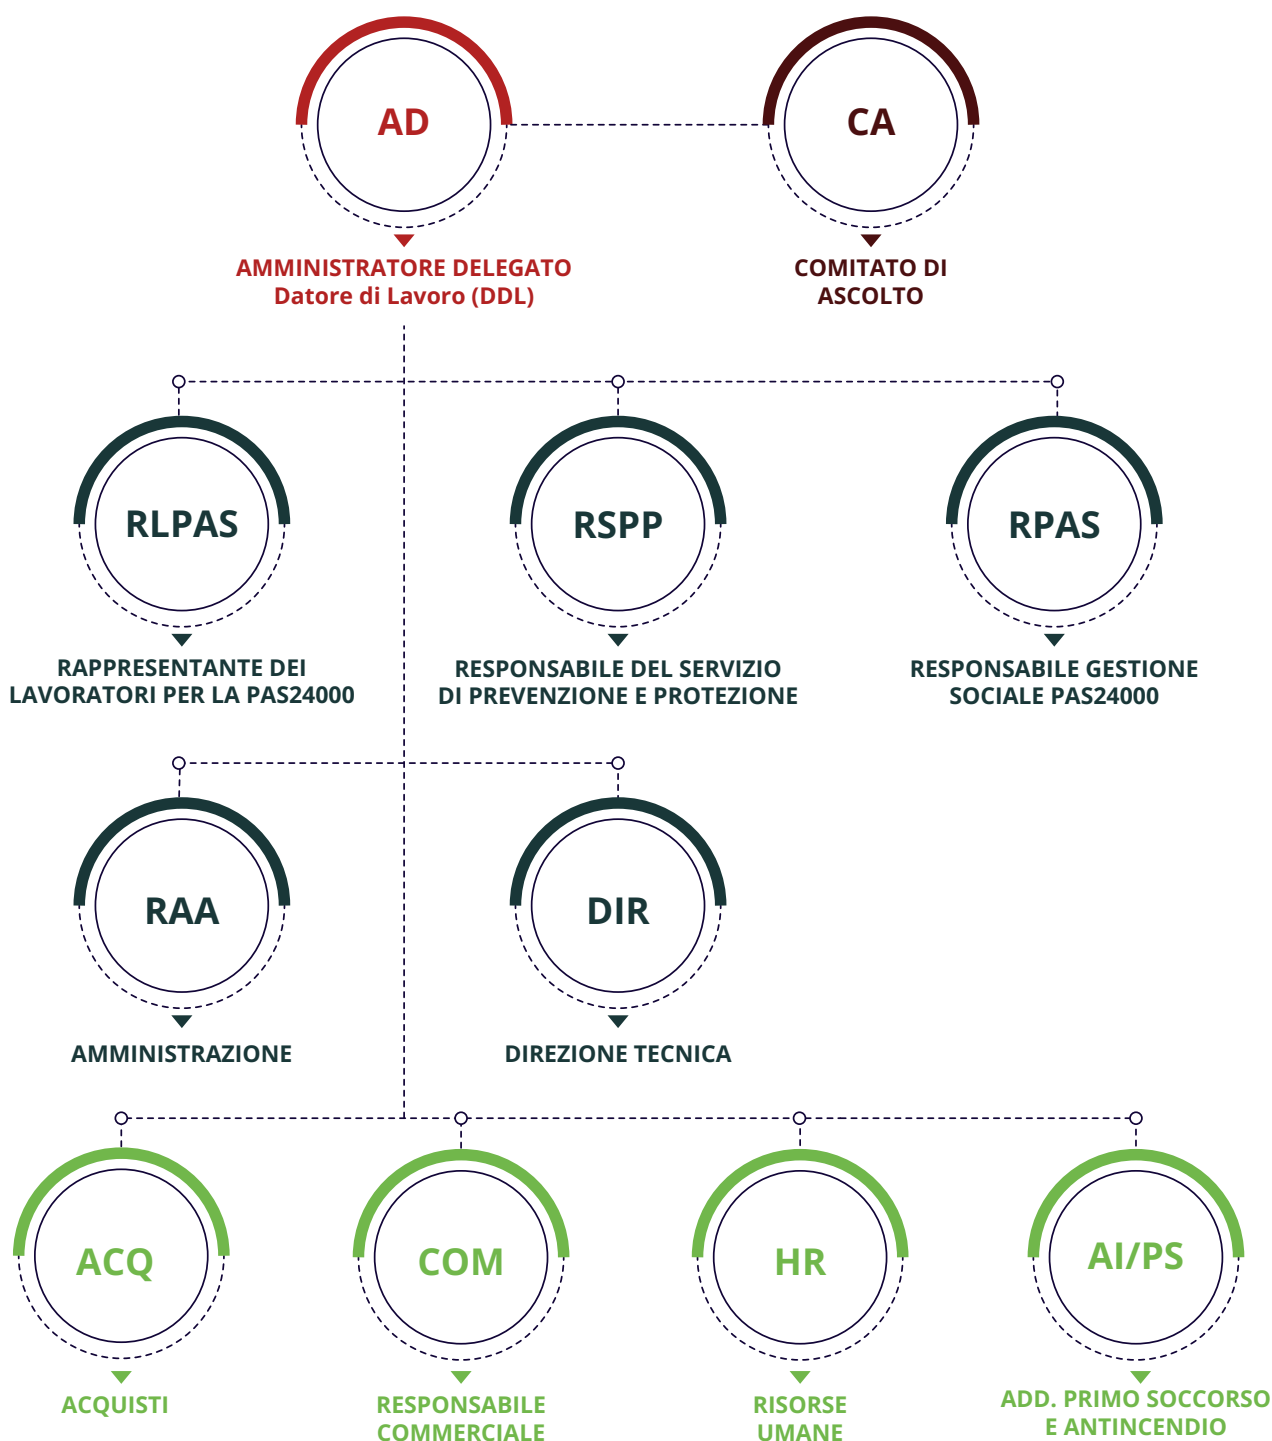 AD
CA
AMMINISTRATORE DELEGATO
Datore di Lavoro (DDL)
COMITATO DI
ASCOLTO
RLPAS
RSPP
RPAS
RAPPRESENTANTE DEI
LAVORATORI PER LA PAS24000
RESPONSABILE DEL SERVIZIO
DI PREVENZIONE E PROTEZIONE
RESPONSABILE GESTIONE
SOCIALE PAS24000
RAA
DIR
AMMINISTRAZIONE
DIREZIONE TECNICA
ACQ
COM
HR
AI/PS
ACQUISTI
RESPONSABILE
COMMERCIALE
RISORSE
UMANE
ADD. PRIMO SOCCORSO
E ANTINCENDIO